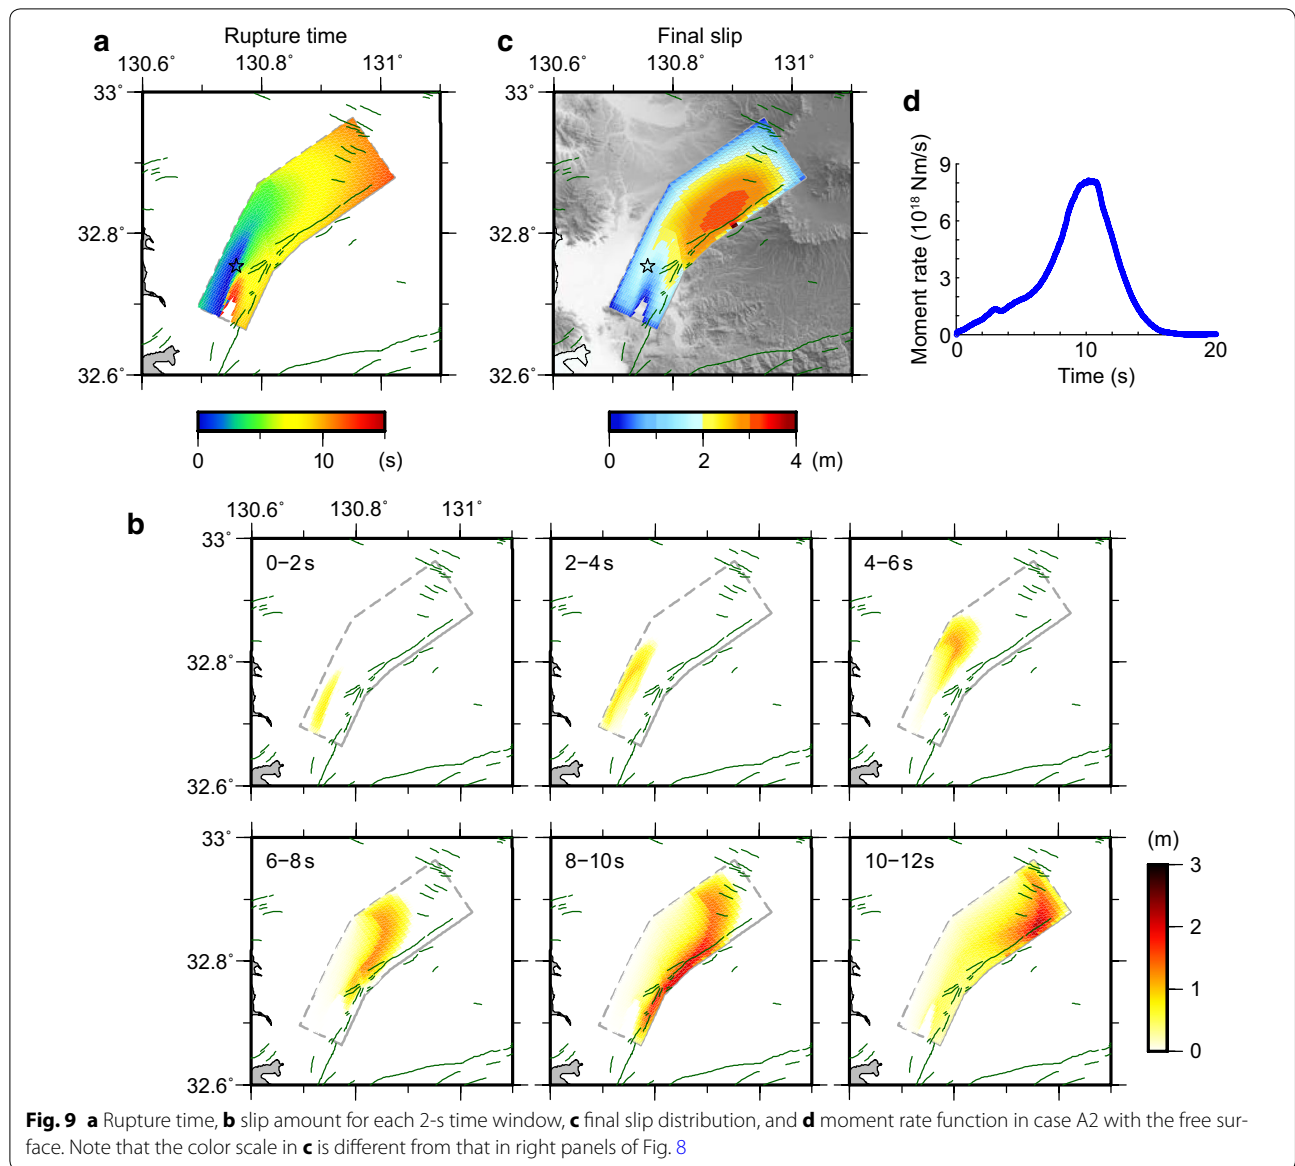 a Rupture time
130.6° 130.8° 131°
33°
32.8°
32.6°
0 10 (s)
c Final slip
130.6° 130.8° 131°
33°
32.8°
32.6°
0 2 4 (m)
d
Moment rate (10¹⁸ Nm/s)
9
6
3
0
0 10 20
Time (s)
b
130.6° 130.8° 131°
33°
32.8°
32.6°
0−2 s
2−4 s
4−6 s
33°
32.8°
32.6°
6−8 s
8−10 s
10−12 s
(m)
3
2
1
0
Fig. 9 a Rupture time, b slip amount for each 2-s time window, c final slip distribution, and d moment rate function in case A2 with the free sur-
face. Note that the color scale in c is different from that in right panels of Fig. 8